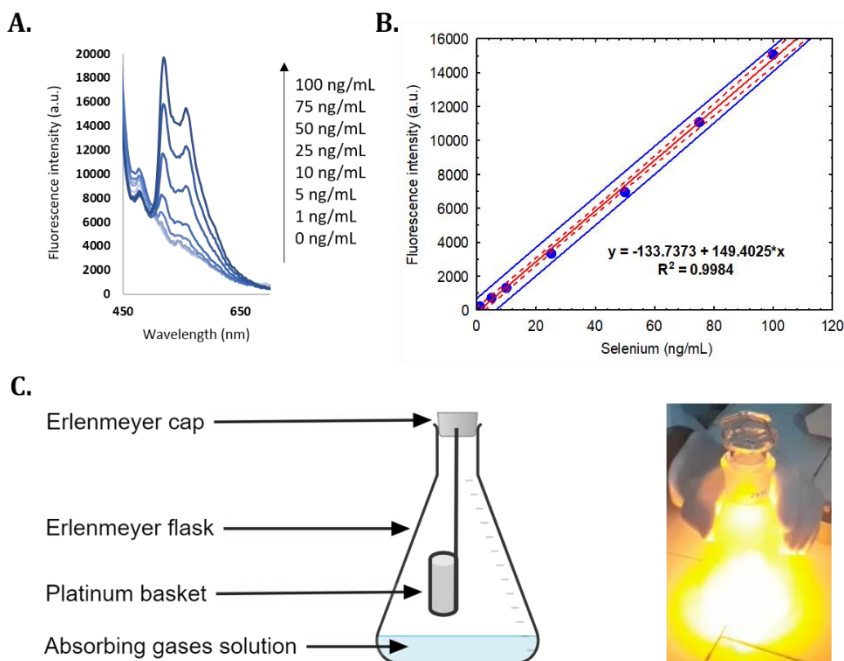 A.
20000
18000
16000
14000
12000
10000
8000
6000
4000
2000
0
Fluorescence intensity (a.u.)
450
650
Wavelength (nm)
100 ng/mL
75 ng/mL
50 ng/mL
25 ng/mL
10 ng/mL
5 ng/mL
1 ng/mL
0 ng/mL
B.
16000
14000
12000
10000
8000
6000
4000
2000
0
Fluorescence intensity (a.u.)
y = -133.7373 + 149.4025*x
R² = 0.9984
0 20 40 60 80 100 120
Selenium (ng/mL)
C.
Erlenmeyer cap
Erlenmeyer flask
Platinum basket
Absorbing gases solution